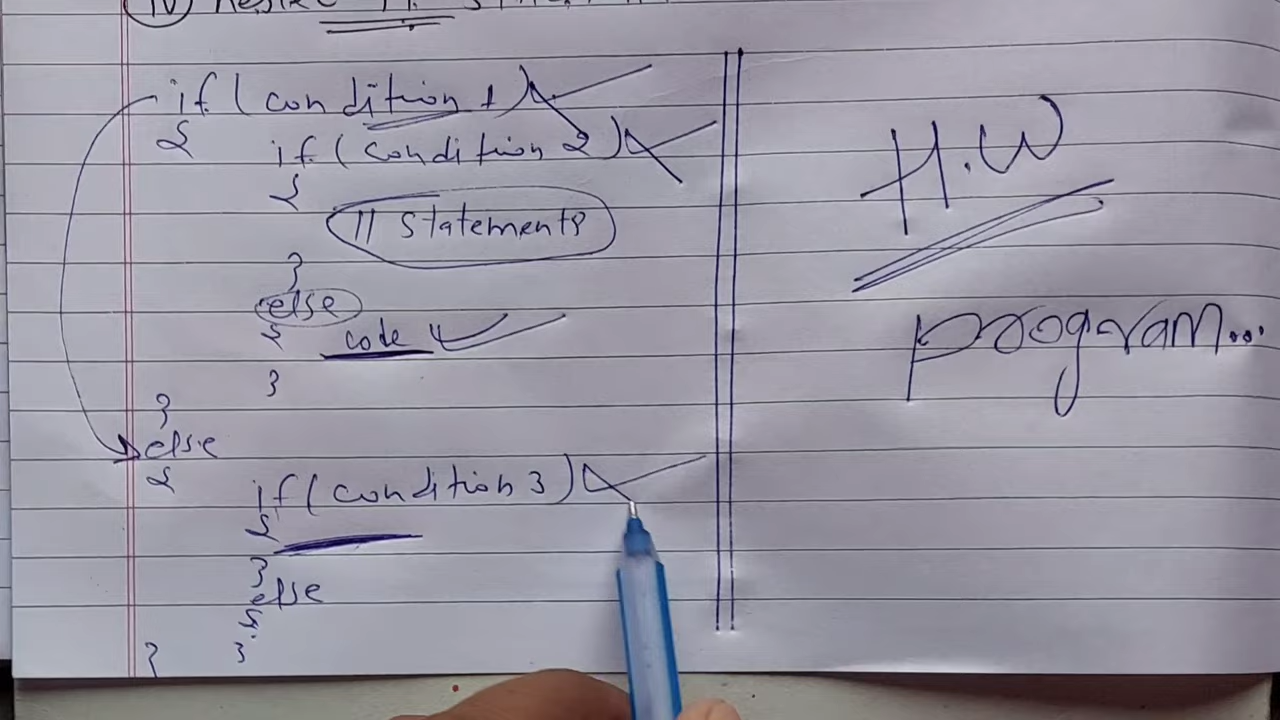 if (condition 1)
{
if (condition 2)
{
// Statements
}
else
{ code
}
}
else
{
if (condition 3)
{
}
else
{
}
}
H.W
program...